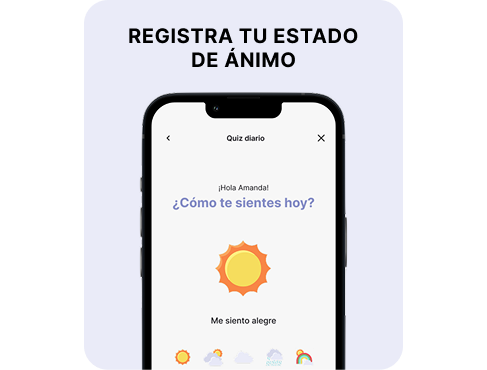 REGISTRA TU ESTADO
DE ÁNIMO
Quiz diario
¡Hola Amanda!
¿Cómo te sientes hoy?
Me siento alegre